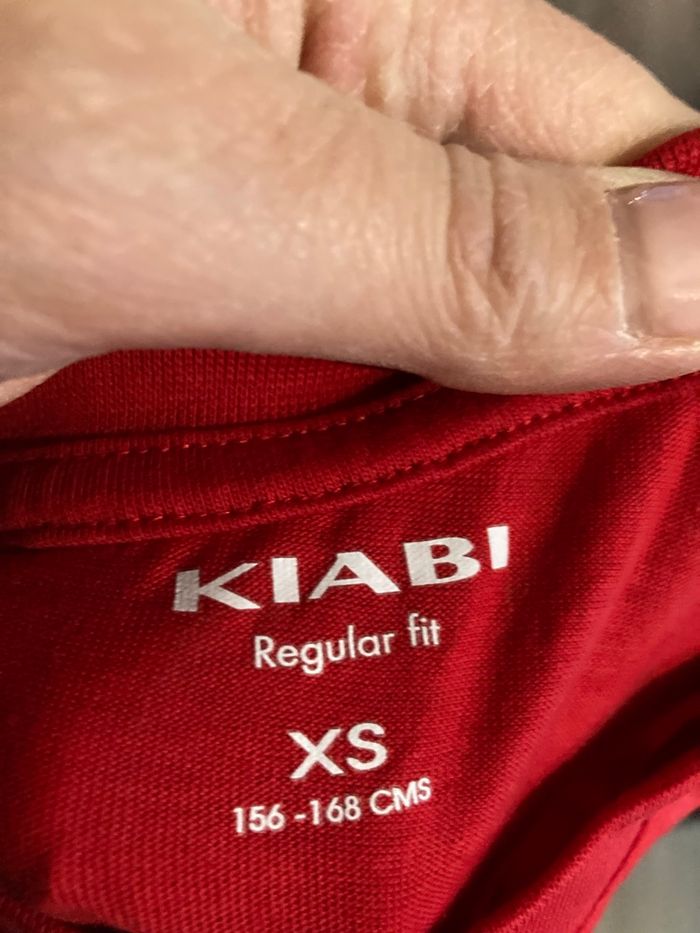 KIABI
Regular fit
XS
156 -168 CMS